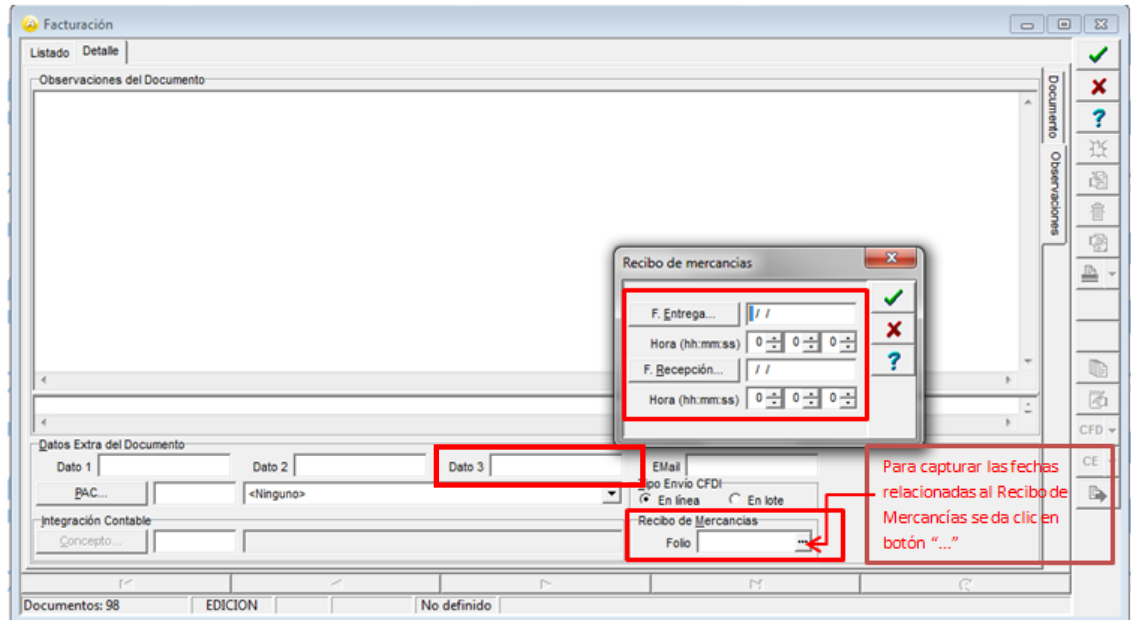 Facturación
Listado Detalle
Observaciones del Documento
Documento
Observaciones
Recibo de mercancias
F. Entrega... / /
Hora (hh:mm:ss) 0 0 0
F. Recepción... / /
Hora (hh:mm:ss) 0 0 0
Datos Extra del Documento
Dato 1 Dato 2 Dato 3 EMail
PAC... <Ninguno>
Tipo Envío CFDI
En línea En lote
Integración Contable
Concepto...
Recibo de Mercancias
Folio ...
CFD
CE
Para capturar las fechas
relacionadas al Recibo de
Mercancías se da clic en
botón “...”
Documentos: 98 EDICION No definido